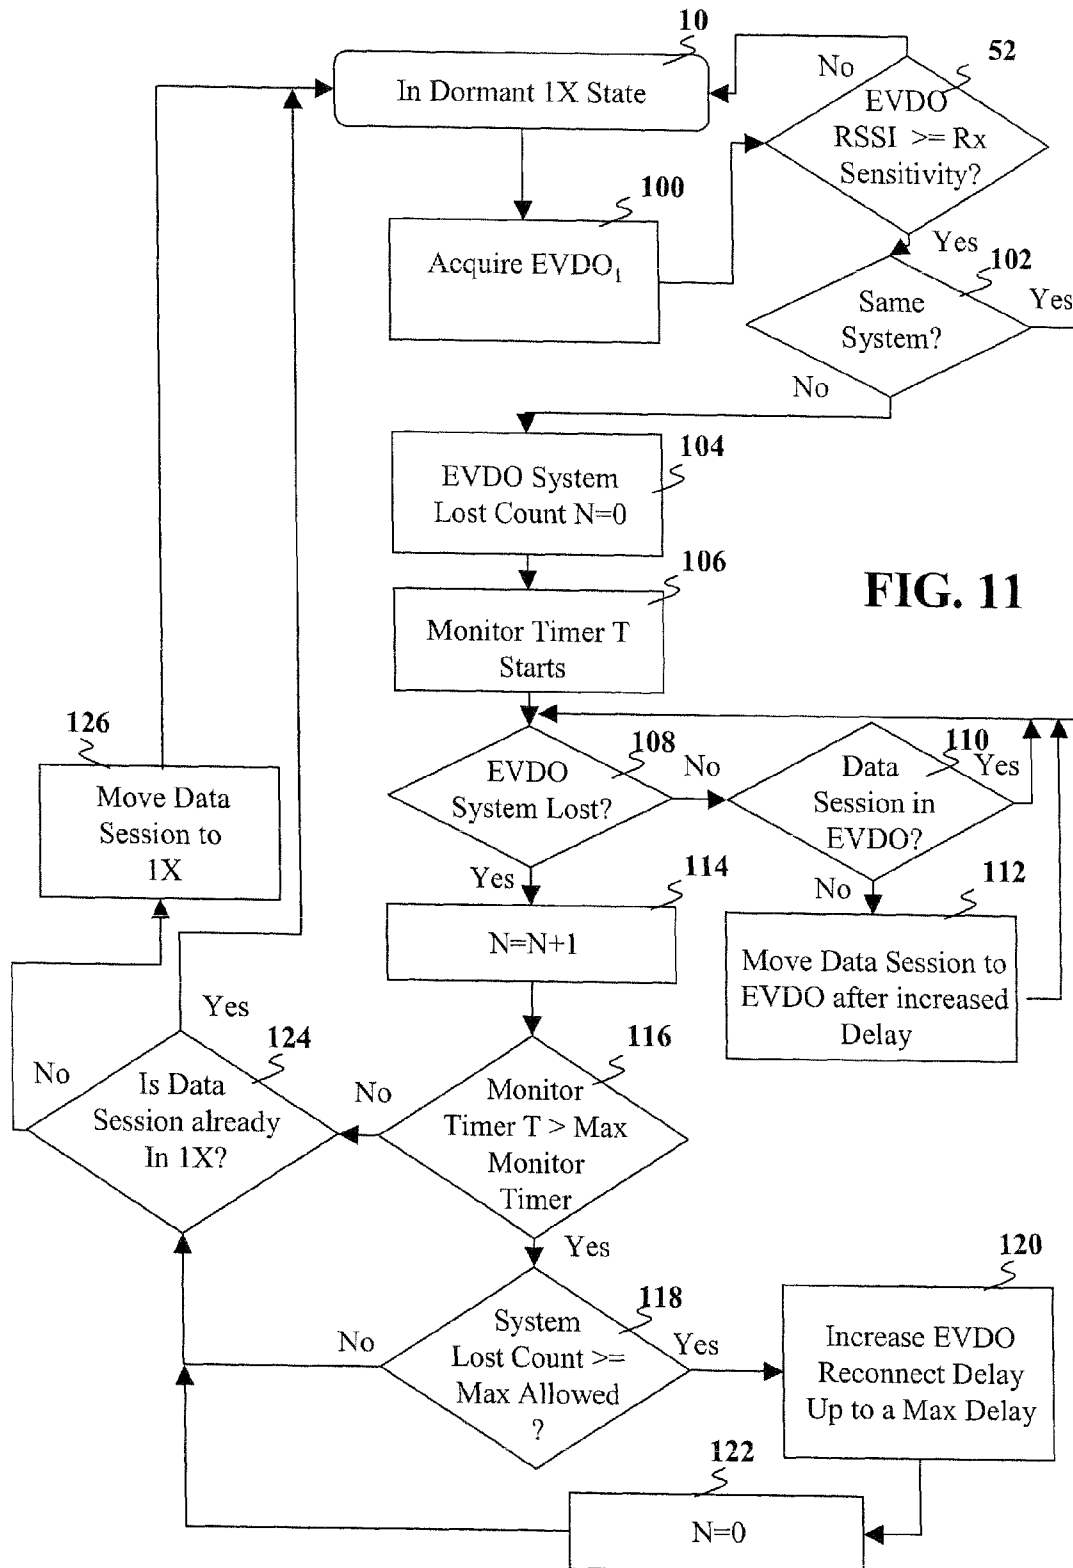 10
In Dormant 1X State
No
52
EVDO
RSSI >= Rx
Sensitivity?
100
Acquire EVDO₁
Yes
102
Same
System?
Yes
No
104
EVDO System
Lost Count N=0
106
Monitor Timer T
Starts
FIG. 11
126
Move Data
Session to
1X
108
EVDO
System Lost?
No
110
Data
Session in
EVDO?
Yes
Yes
114
N=N+1
No
112
Move Data Session to
EVDO after increased
Delay
Yes
124
Is Data
Session already
In 1X?
No
No
116
Monitor
Timer T > Max
Monitor
Timer
Yes
118
System
Lost Count >=
Max Allowed
?
No
Yes
120
Increase EVDO
Reconnect Delay
Up to a Max Delay
122
N=0